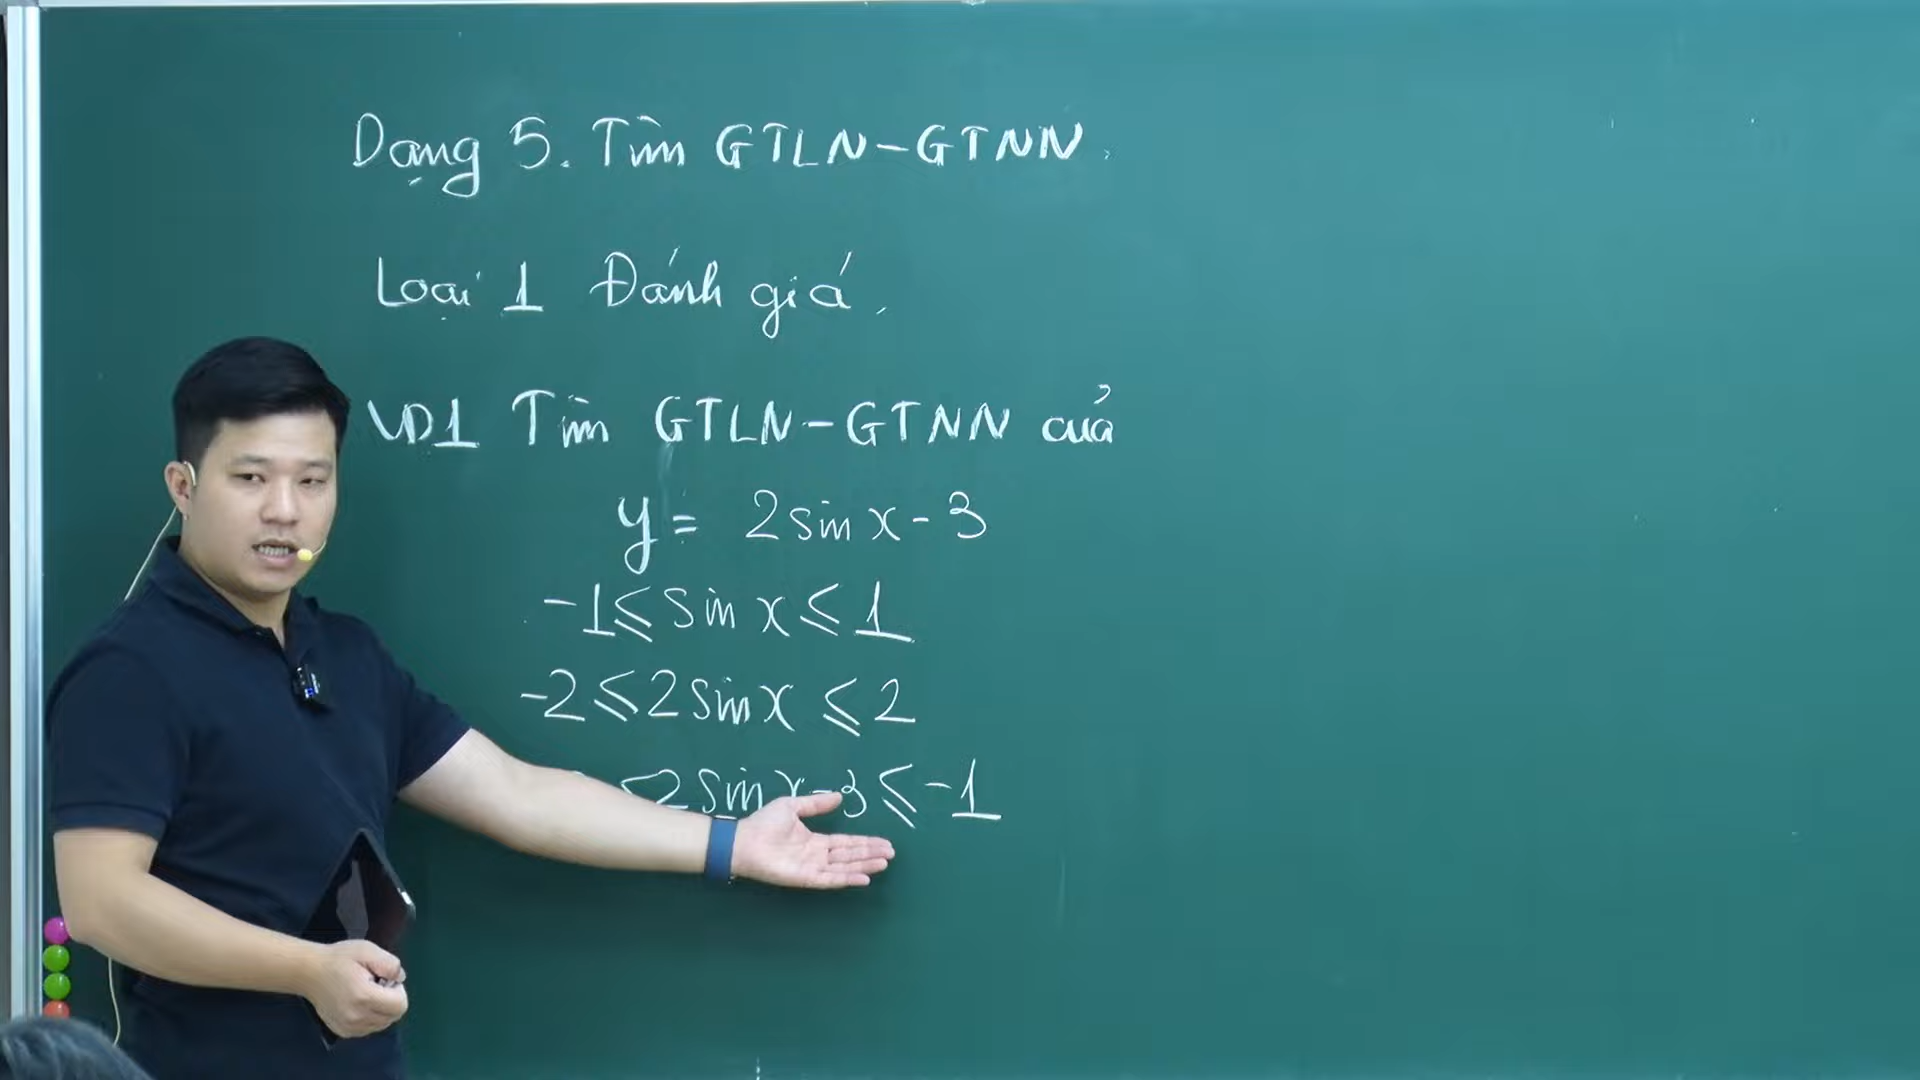 Dạng 5. Tìm GTLN-GTNN.
Loại 1 Đánh giá.
VD1 Tìm GTLN-GTNN của
y = 2sin x - 3
-1 ≤ sin x ≤ 1
-2 ≤ 2sin x ≤ 2
≤ 2sin x - 3 ≤ -1